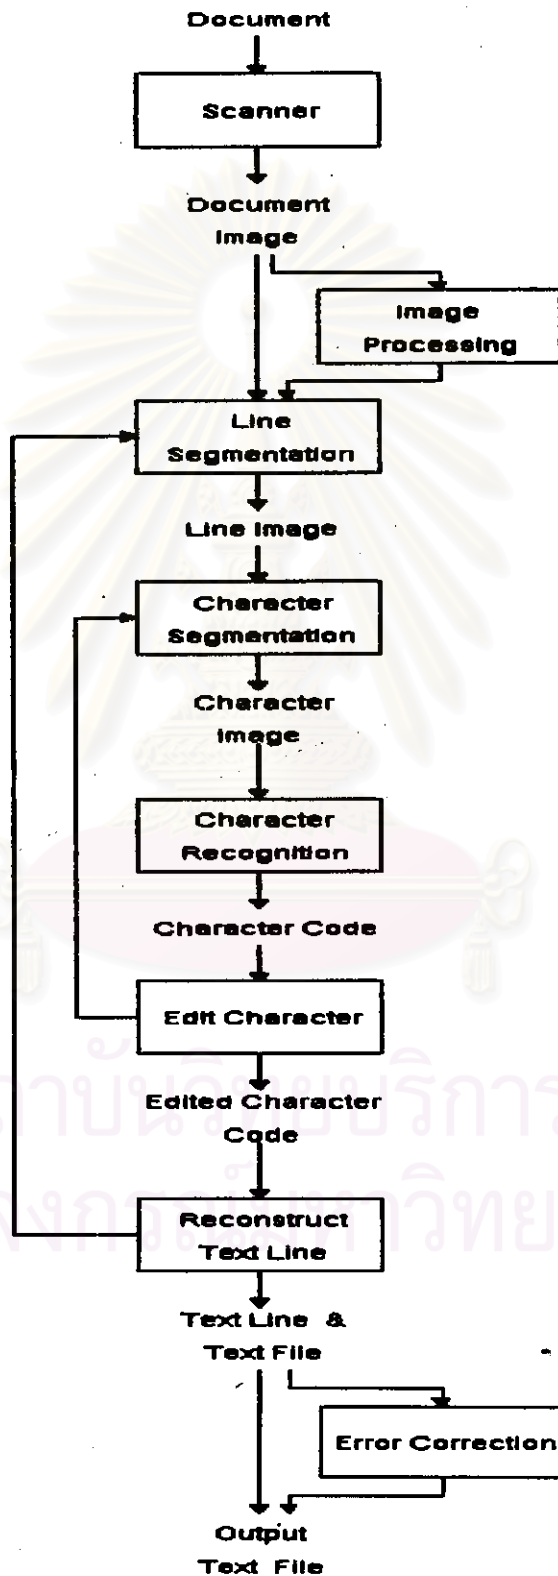 Document
Scanner
Document
Image
Image
Processing
Line
Segmentation
Line Image
Character
Segmentation
Character
Image
Character
Recognition
Character Code
Edit Character
Edited Character
Code
Reconstruct
Text Line
Text Line &
Text File
Error Correction
Output
Text File